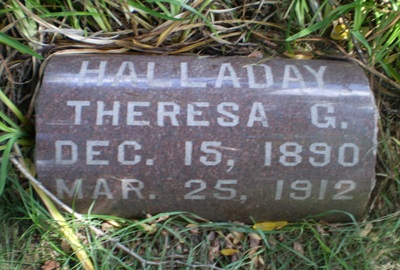 HALLADAY
THERESA G.
DEC. 15, 1890
MAR. 25, 1912